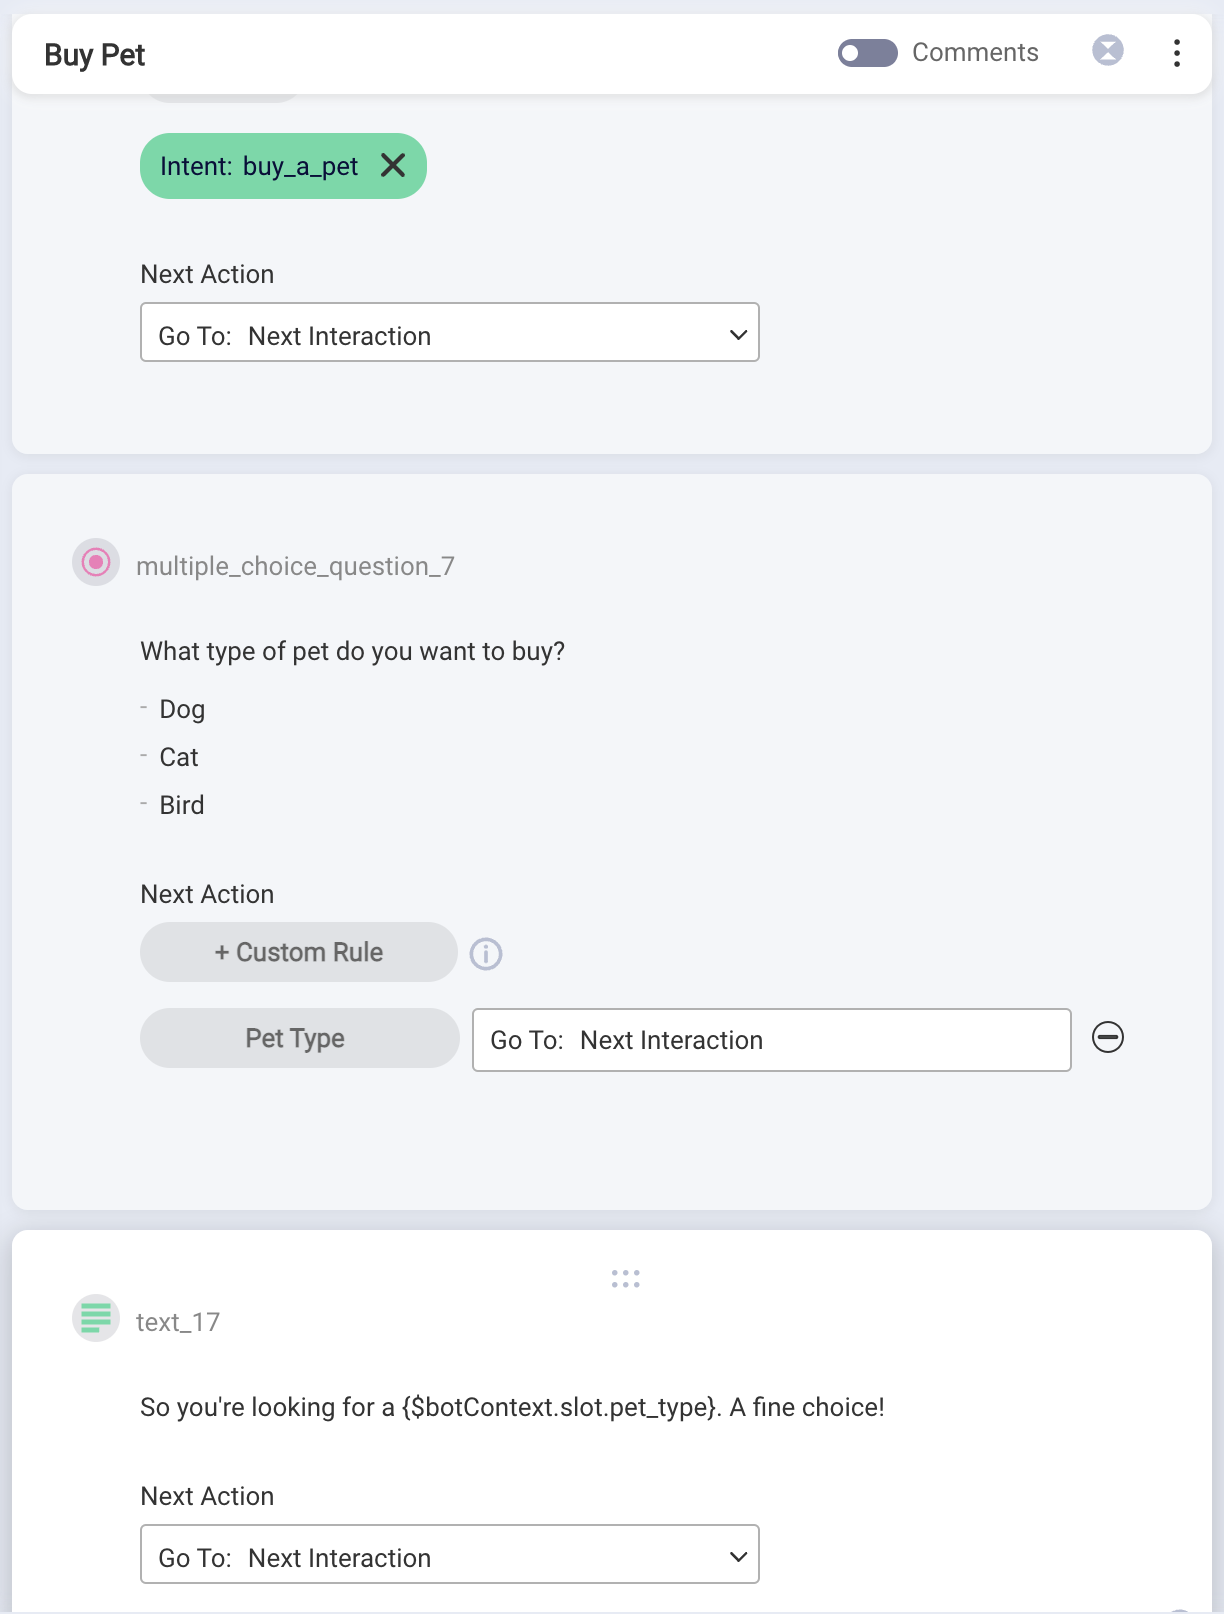 Buy Pet
Comments
Intent: buy_a_pet
Next Action
Go To: Next Interaction
multiple_choice_question_7
What type of pet do you want to buy?
- Dog
- Cat
- Bird
Next Action
+ Custom Rule
Pet Type
Go To: Next Interaction
text_17
So you're looking for a {$botContext.slot.pet_type}. A fine choice!
Next Action
Go To: Next Interaction